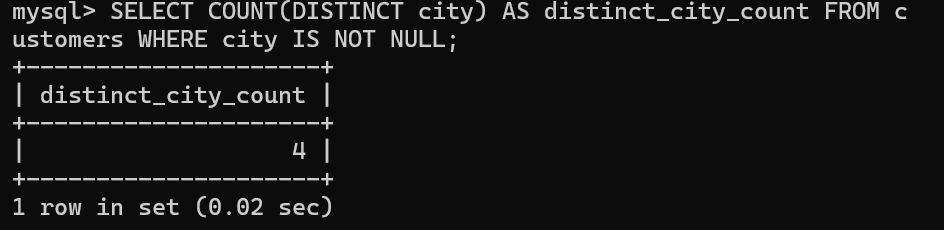 mysql> SELECT COUNT(DISTINCT city) AS distinct_city_count FROM c
ustomers WHERE city IS NOT NULL;
+---------------------+
| distinct_city_count |
+---------------------+
|                   4 |
+---------------------+
1 row in set (0.02 sec)